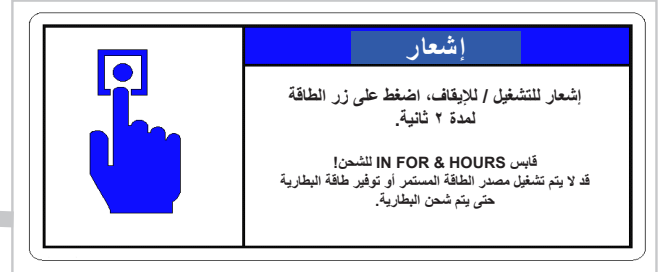 إشعار
إشعار للتشغيل / للإيقاف، اضغط على زر الطاقة
لمدة ٢ ثانية.
قابس IN FOR & HOURS للشحن!
قد لا يتم تشغيل مصدر الطاقة المستمر أو توفير طاقة البطارية
حتى يتم شحن البطارية.